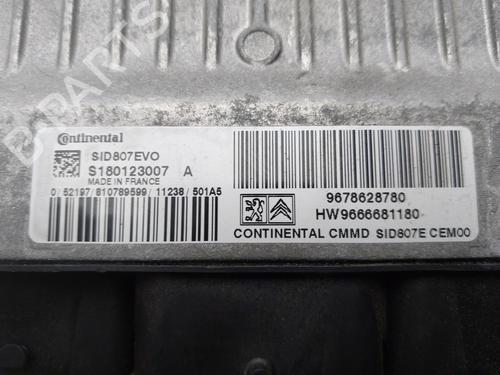 B-PARTS
Continental
SID807EVO
S180123007 A
MADE IN FRANCE
0/52197/810789599/11238/501A5
9678628780
HW9666681180
CONTINENTAL CMMD SID807E CEM00